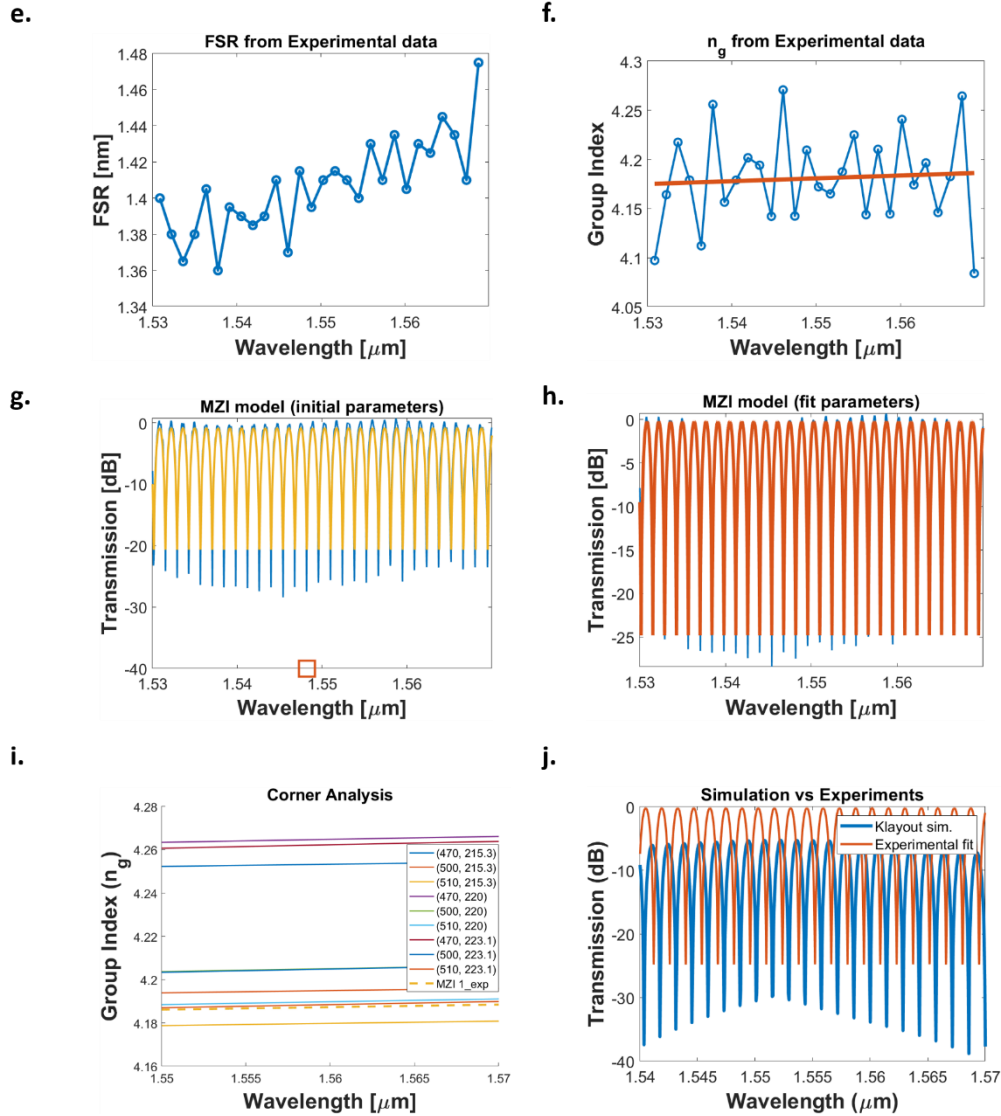 e.
FSR from Experimental data
1.48
1.46
1.44
1.42
1.4
1.38
1.36
1.34
FSR [nm]
1.53 1.54 1.55 1.56
Wavelength [μm]
f.
n_g from Experimental data
4.3
4.25
4.2
4.15
4.1
4.05
Group Index
1.53 1.54 1.55 1.56
Wavelength [μm]
g.
MZI model (initial parameters)
0
-10
-20
-30
-40
Transmission [dB]
1.53 1.54 1.55 1.56
Wavelength [μm]
h.
MZI model (fit parameters)
0
-5
-10
-15
-20
-25
Transmission [dB]
1.53 1.54 1.55 1.56
Wavelength [μm]
i.
Corner Analysis
4.28
4.26
4.24
4.22
4.2
4.18
4.16
Group Index (n_g)
(470, 215.3)
(500, 215.3)
(510, 215.3)
(470, 220)
(500, 220)
(510, 220)
(470, 223.1)
(500, 223.1)
(510, 223.1)
MZI 1_exp
1.55 1.555 1.56 1.565 1.57
Wavelength [μm]
j.
Simulation vs Experiments
0
-10
-20
-30
-40
Transmission (dB)
Klayout sim.
Experimental fit
1.54 1.545 1.55 1.555 1.56 1.565 1.57
Wavelength (μm)